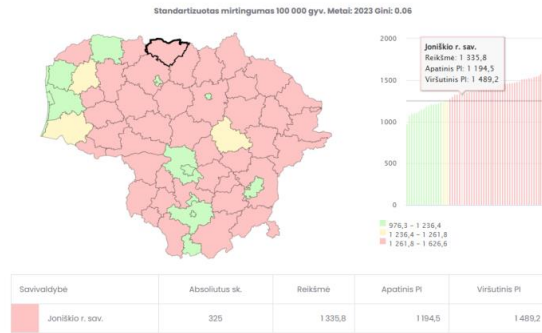 Standartizuotas mirtingumas 100 000 gyv. Metai: 2023 Gini: 0.06
2000
1500
1000
500
0
Joniškio r. sav.
Reikšmė: 1 335,8
Apatinis PI: 1 194,5
Viršutinis PI: 1 489,2
976,3 - 1 236,4
1 236,4 - 1 261,8
1 261,8 - 1 626,6
Savivaldybė Absoliutus sk. Reikšmė Apatinis PI Viršutinis PI
Joniškio r. sav. 325 1 335,8 1 194,5 1 489,2